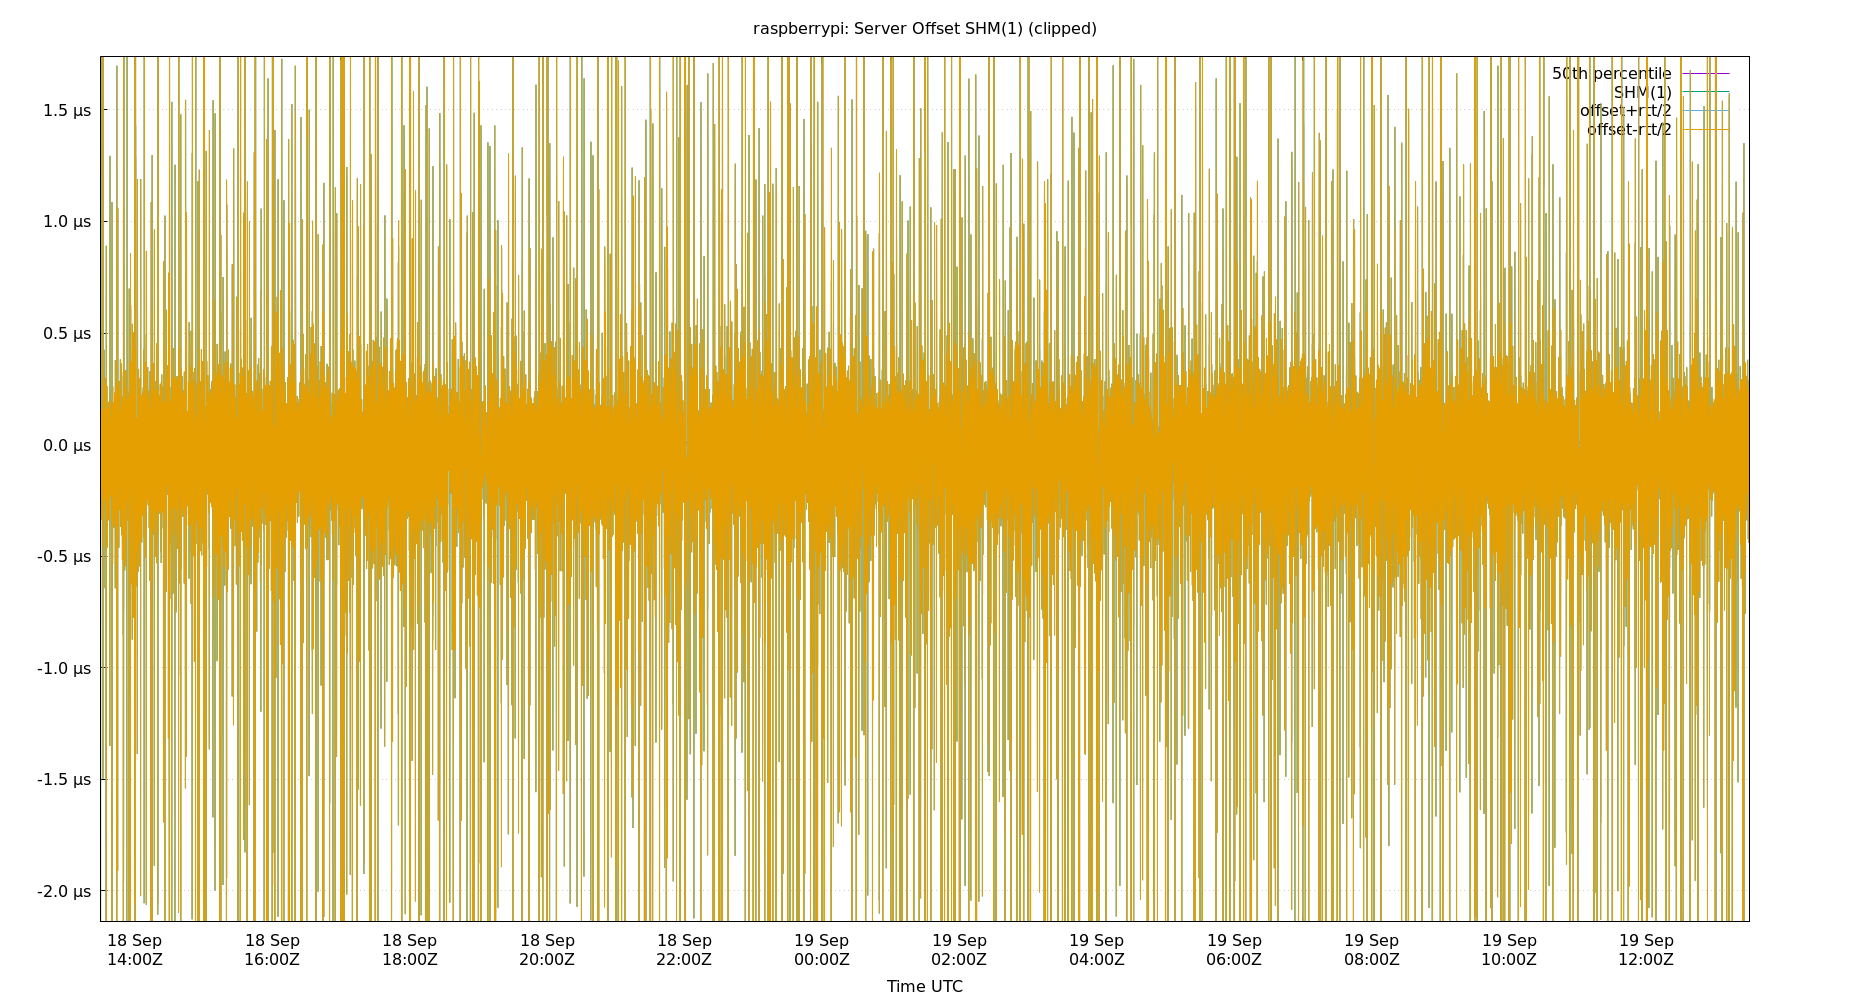 raspberrypi: Server Offset SHM(1) (clipped)
50th percentile
SHM(1)
offset+rtt/2
offset-rtt/2
1.5 µs
1.0 µs
0.5 µs
0.0 µs
-0.5 µs
-1.0 µs
-1.5 µs
-2.0 µs
18 Sep 18 Sep 18 Sep 18 Sep 18 Sep 19 Sep 19 Sep 19 Sep 19 Sep 19 Sep 19 Sep 19 Sep
14:00Z 16:00Z 18:00Z 20:00Z 22:00Z 00:00Z 02:00Z 04:00Z 06:00Z 08:00Z 10:00Z 12:00Z
Time UTC